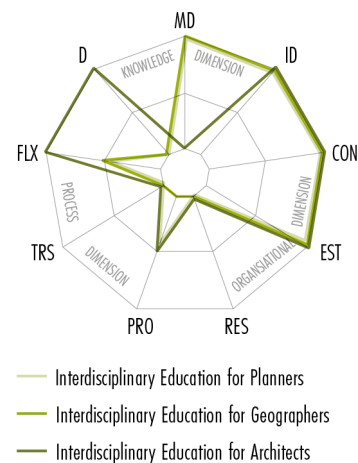 MD
D
ID
KNOWLEDGE
DIMENSION
FLX
CON
PROCESS
DIMENSION
TRS
DIMENSION
ORGANSIATIONAL
EST
PRO
RES
Interdisciplinary Education for Planners
Interdisciplinary Education for Geographers
Interdisciplinary Education for Architects